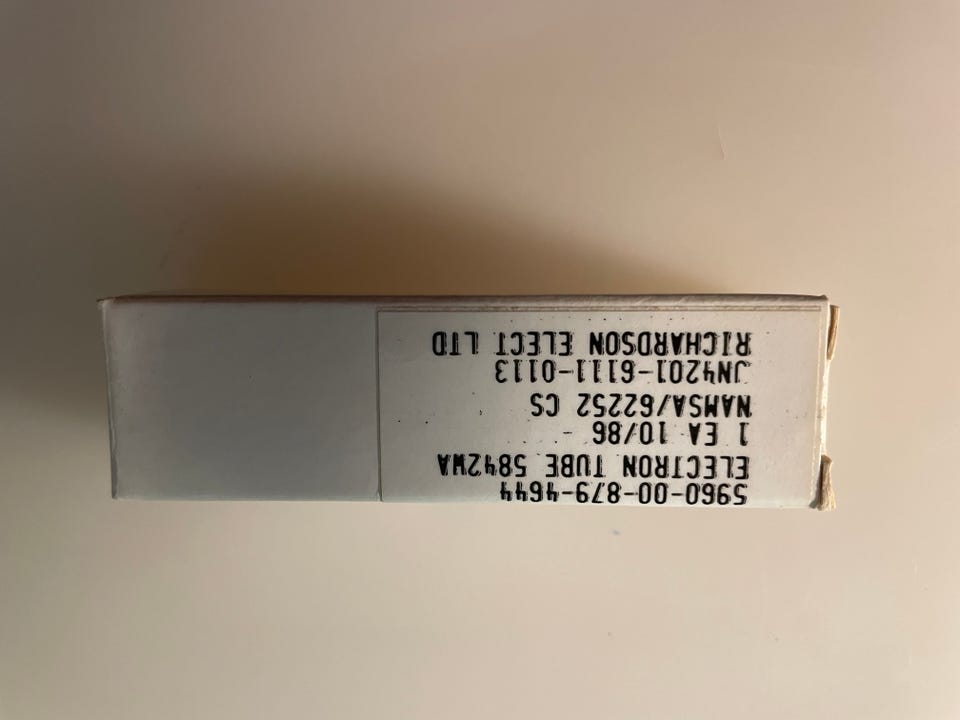 5960-00-879-4644
ELECTRON TUBE 5842WA
1 EA 10/86 -
NAMSA/62252 CS
JN4201-6111-0113
RICHARDSON ELECT LTD